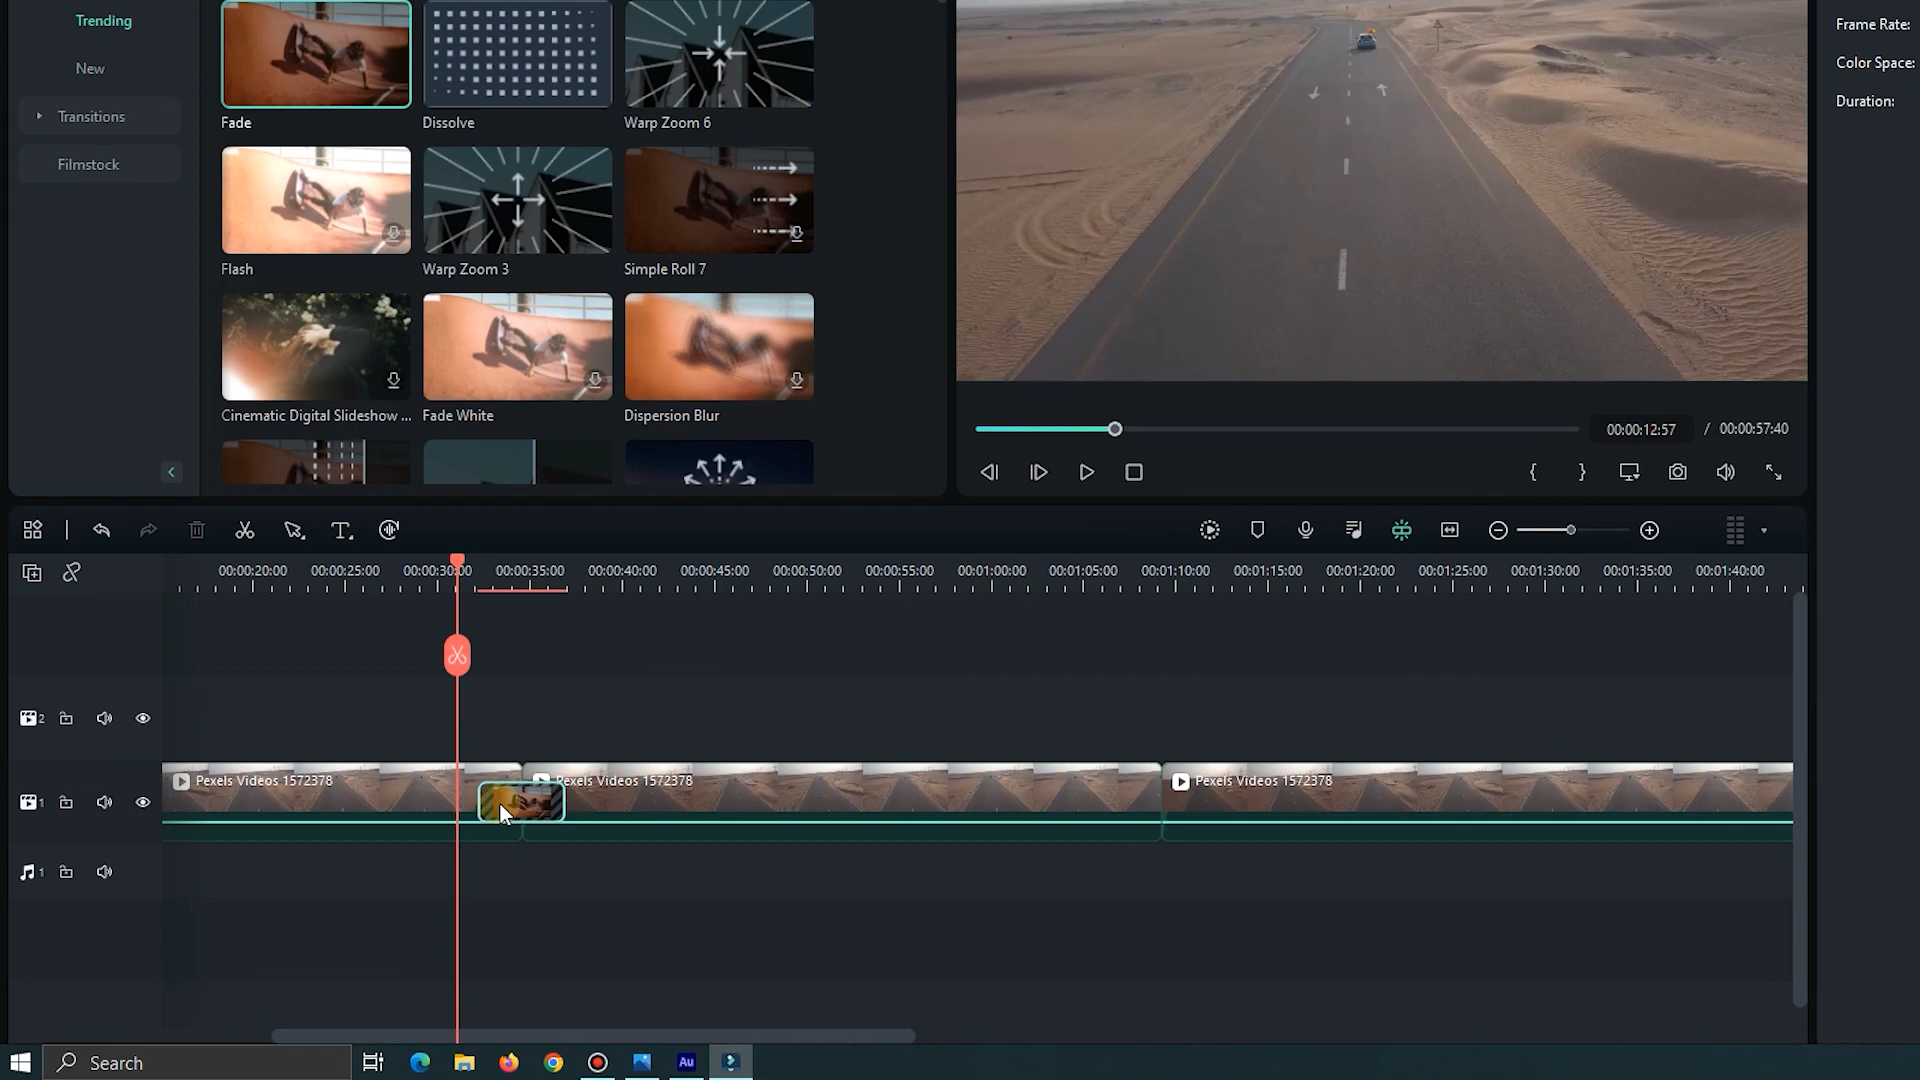 Trending
New
Transitions
Filmstock
Fade
Dissolve
Warp Zoom 6
Flash
Warp Zoom 3
Simple Roll 7
Cinematic Digital Slideshow ...
Fade White
Dispersion Blur
Frame Rate:
Color Space:
Duration:
00:00:12:57 / 00:00:57:40
{ }
00:00:20:00 00:00:25:00 00:00:30:00 00:00:35:00 00:00:40:00 00:00:45:00 00:00:50:00 00:00:55:00 00:01:00:00 00:01:05:00 00:01:10:00 00:01:15:00 00:01:20:00 00:01:25:00 00:01:30:00 00:01:35:00 00:01:40:00
2
Pexels Videos 1572378 Pexels Videos 1572378 Pexels Videos 1572378
1
1
Search
Au